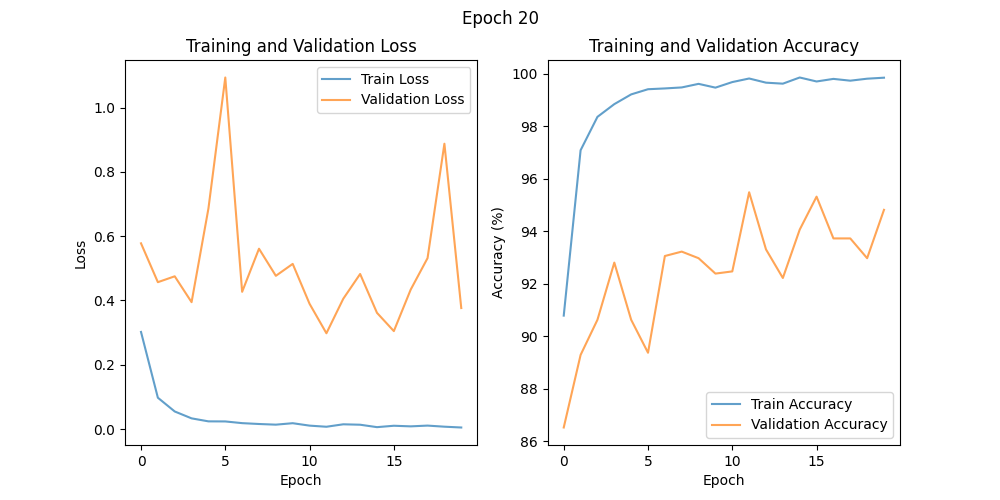 Epoch 20
Training and Validation Loss
Train Loss
Validation Loss
1.0
0.8
0.6
0.4
0.2
0.0
Loss
0
5
10
15
Epoch
Training and Validation Accuracy
100
98
96
94
92
90
88
86
Accuracy (%)
Train Accuracy
Validation Accuracy
0
5
10
15
Epoch